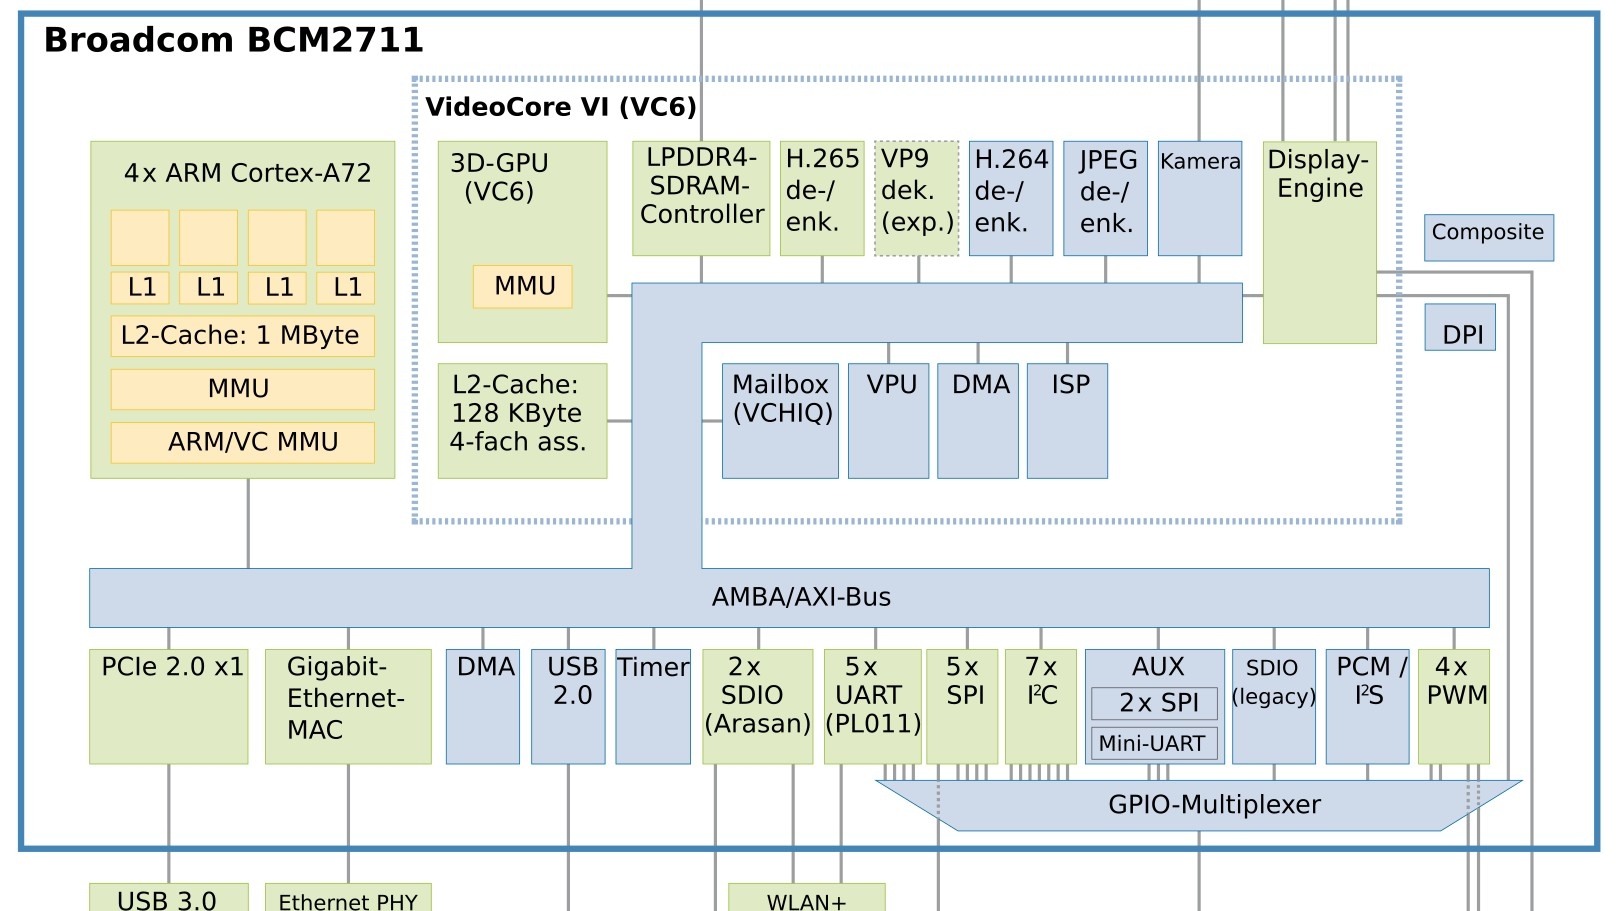 Broadcom BCM2711
VideoCore VI (VC6)
4x ARM Cortex-A72
L1 L1 L1 L1
L2-Cache: 1 MByte
MMU
ARM/VC MMU
3D-GPU
(VC6)
MMU
L2-Cache:
128 KByte
4-fach ass.
LPDDR4-
SDRAM-
Controller
H.265
de-/
enk.
VP9
dek.
(exp.)
H.264
de-/
enk.
JPEG
de-/
enk.
Kamera
Display-
Engine
Composite
DPI
Mailbox
(VCHIQ)
VPU
DMA
ISP
AMBA/AXI-Bus
PCIe 2.0 x1
Gigabit-
Ethernet-
MAC
DMA
USB
2.0
Timer
2x
SDIO
(Arasan)
5x
UART
(PL011)
5x
SPI
7x
I²C
AUX
2x SPI
Mini-UART
SDIO
(legacy)
PCM /
I²S
4x
PWM
GPIO-Multiplexer
USB 3.0
Ethernet PHY
WLAN+